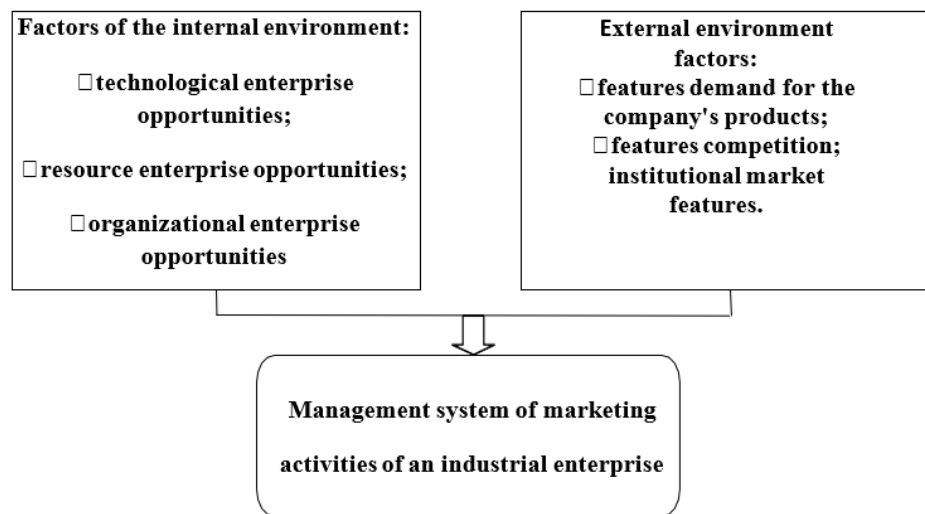 Factors of the internal environment:
□technological enterprise
opportunities;
□resource enterprise opportunities;
□organizational enterprise
opportunities
External environment
factors:
□features demand for the
company's products;
□features competition;
institutional market
features.
Management system of marketing
activities of an industrial enterprise